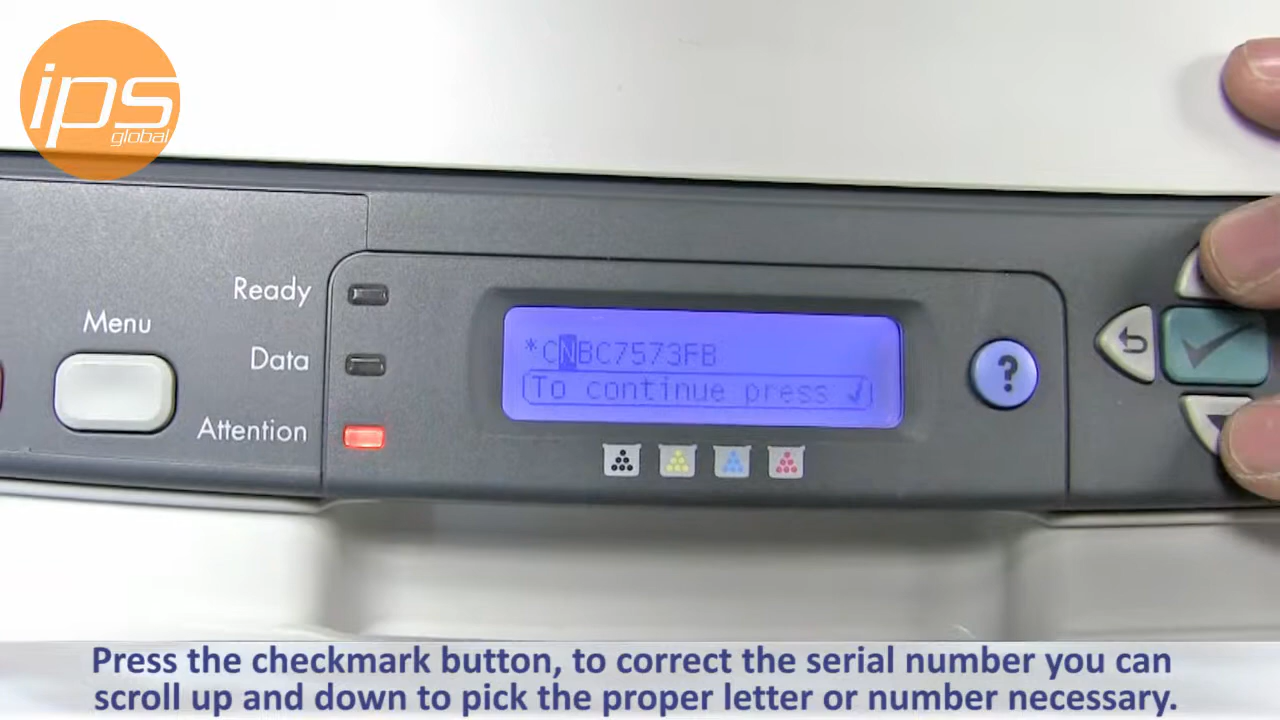 ips
global
Ready
Menu
Data
Attention
*CNBC7573FB
To continue press ✓
?
Press the checkmark button, to correct the serial number you can
scroll up and down to pick the proper letter or number necessary.